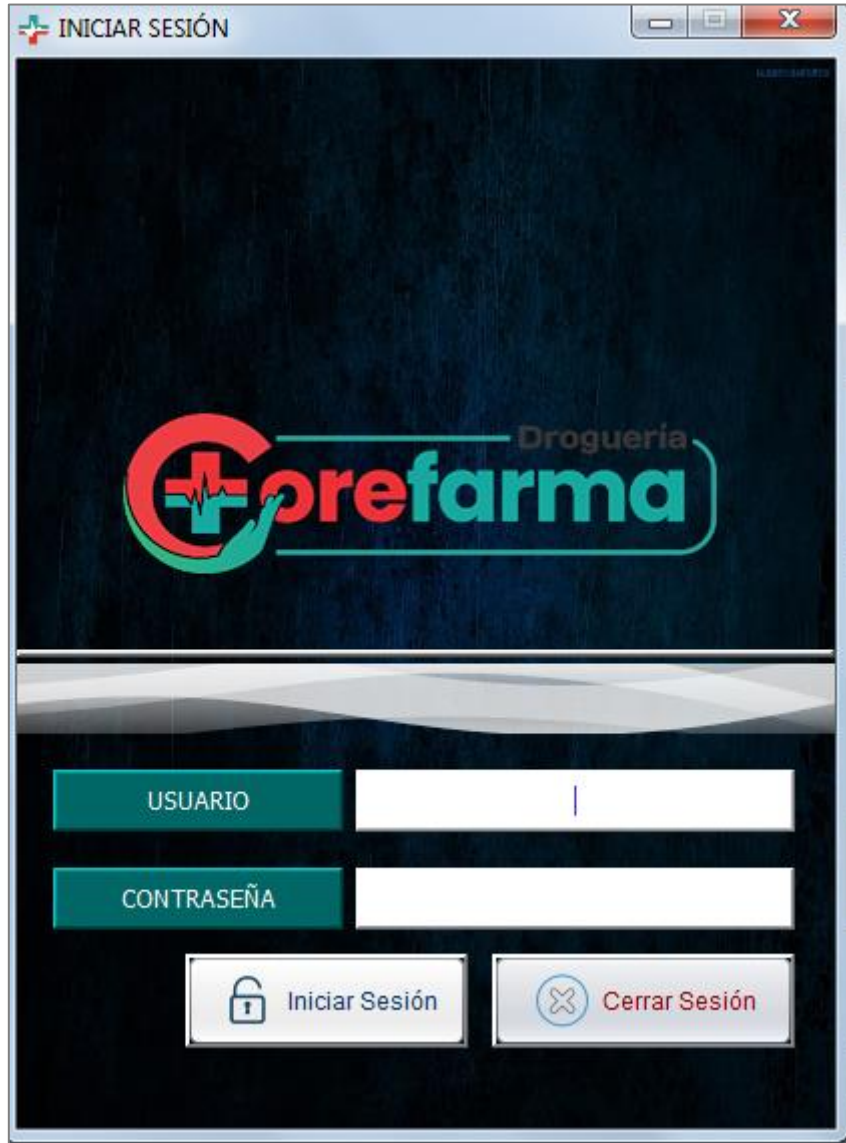 INICIAR SESIÓN
Droguería
Corefarma
USUARIO
CONTRASEÑA
Iniciar Sesión
Cerrar Sesión